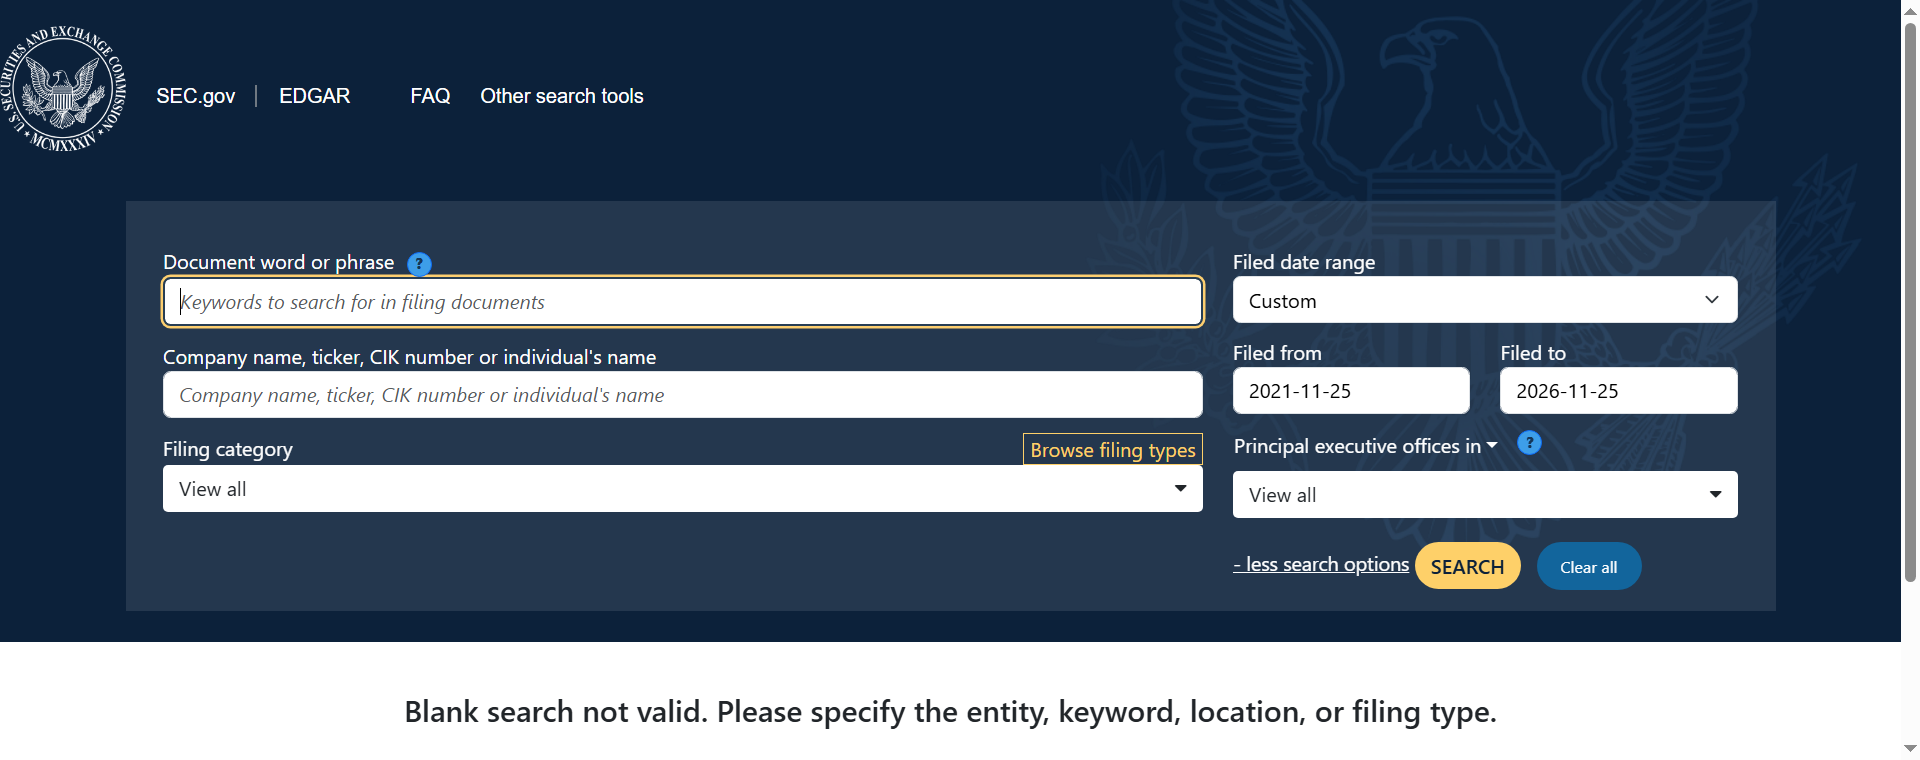 U.S. SECURITIES AND EXCHANGE COMMISSION
MCMXXXIV
SEC.gov
EDGAR
FAQ
Other search tools
Document word or phrase ?
Keywords to search for in filing documents
Company name, ticker, CIK number or individual's name
Company name, ticker, CIK number or individual's name
Filing category
Browse filing types
View all
Filed date range
Custom
Filed from
Filed to
2021-11-25
2026-11-25
Principal executive offices in ?
View all
- less search options
SEARCH
Clear all
Blank search not valid. Please specify the entity, keyword, location, or filing type.